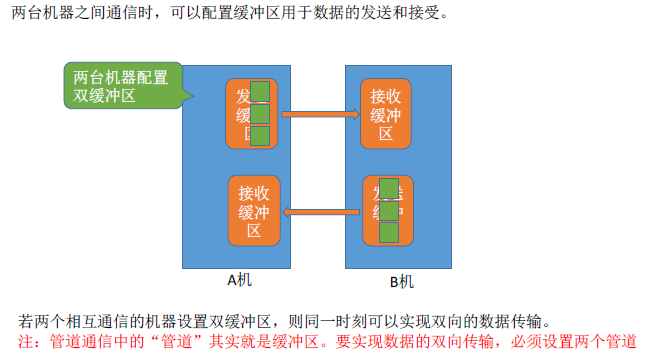 两台机器之间通信时，可以配置缓冲区用于数据的发送和接受。
两台机器配置
双缓冲区
发
缓
区
接收
缓冲
区
接收
缓冲
区
发送
缓冲
A机
B机
若两个相互通信的机器设置双缓冲区，则同一时刻可以实现双向的数据传输。
注：管道通信中的“管道”其实就是缓冲区。要实现数据的双向传输，必须设置两个管道